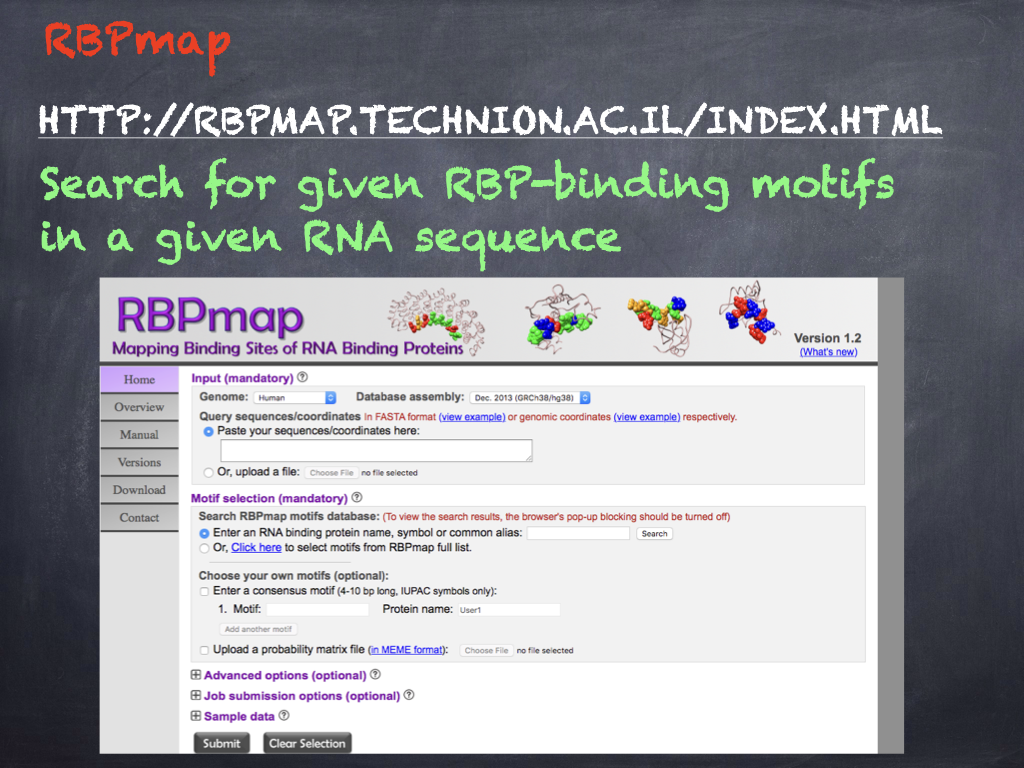 RBPmap
HTTP://RBPMAP.TECHNION.AC.IL/INDEX.HTML
Search for given RBP-binding motifs
in a given RNA sequence
RBPmap
Mapping Binding Sites of RNA Binding Proteins
Version 1.2
(What's new)
Home
Overview
Manual
Versions
Download
Contact
Input (mandatory) ?
Genome: Human Database assembly: Dec. 2013 (GRCh38/hg38)
Query sequences/coordinates In FASTA format (view example) or genomic coordinates (view example) respectively.
Paste your sequences/coordinates here:
Or, upload a file: Choose File no file selected
Motif selection (mandatory) ?
Search RBPmap motifs database: (To view the search results, the browser's pop-up blocking should be turned off)
Enter an RNA binding protein name, symbol or common alias: Search
Or, Click here to select motifs from RBPmap full list.
Choose your own motifs (optional):
Enter a consensus motif (4-10 bp long, IUPAC symbols only):
1. Motif: Protein name: User1
Add another motif
Upload a probability matrix file (in MEME format): Choose File no file selected
Advanced options (optional) ?
Job submission options (optional) ?
Sample data ?
Submit Clear Selection